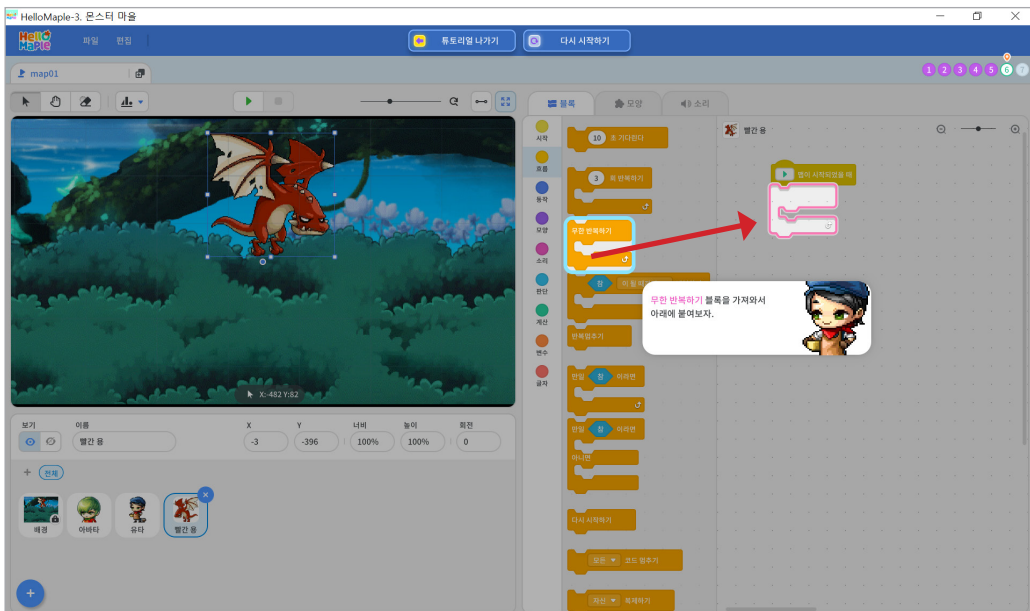 HelloMaple-3. 몬스터 마을
Hello Maple
파일 편집
튜토리얼 나가기
다시 시작하기
map01
1 2 3 4 5 6 7
블록 모양 소리
시작
흐름
동작
모양
소리
판단
계산
변수
글자
10 초 기다린다
3 회 반복하기
무한 반복하기
참
반복멈추기
만일 참 이라면
만일 참 이라면
아니면
다시 시작하기
모든 코드 멈추기
자신 복제하기
빨간 용
맵이 시작되었을 때
무한 반복하기 블록을 가져와서
아래에 붙여보자.
X:-482 Y:82
보기 이름 X Y 너비 높이 회전
빨간 용 -3 -396 100% 100% 0
전체
배경 아바타 유타 빨간 용